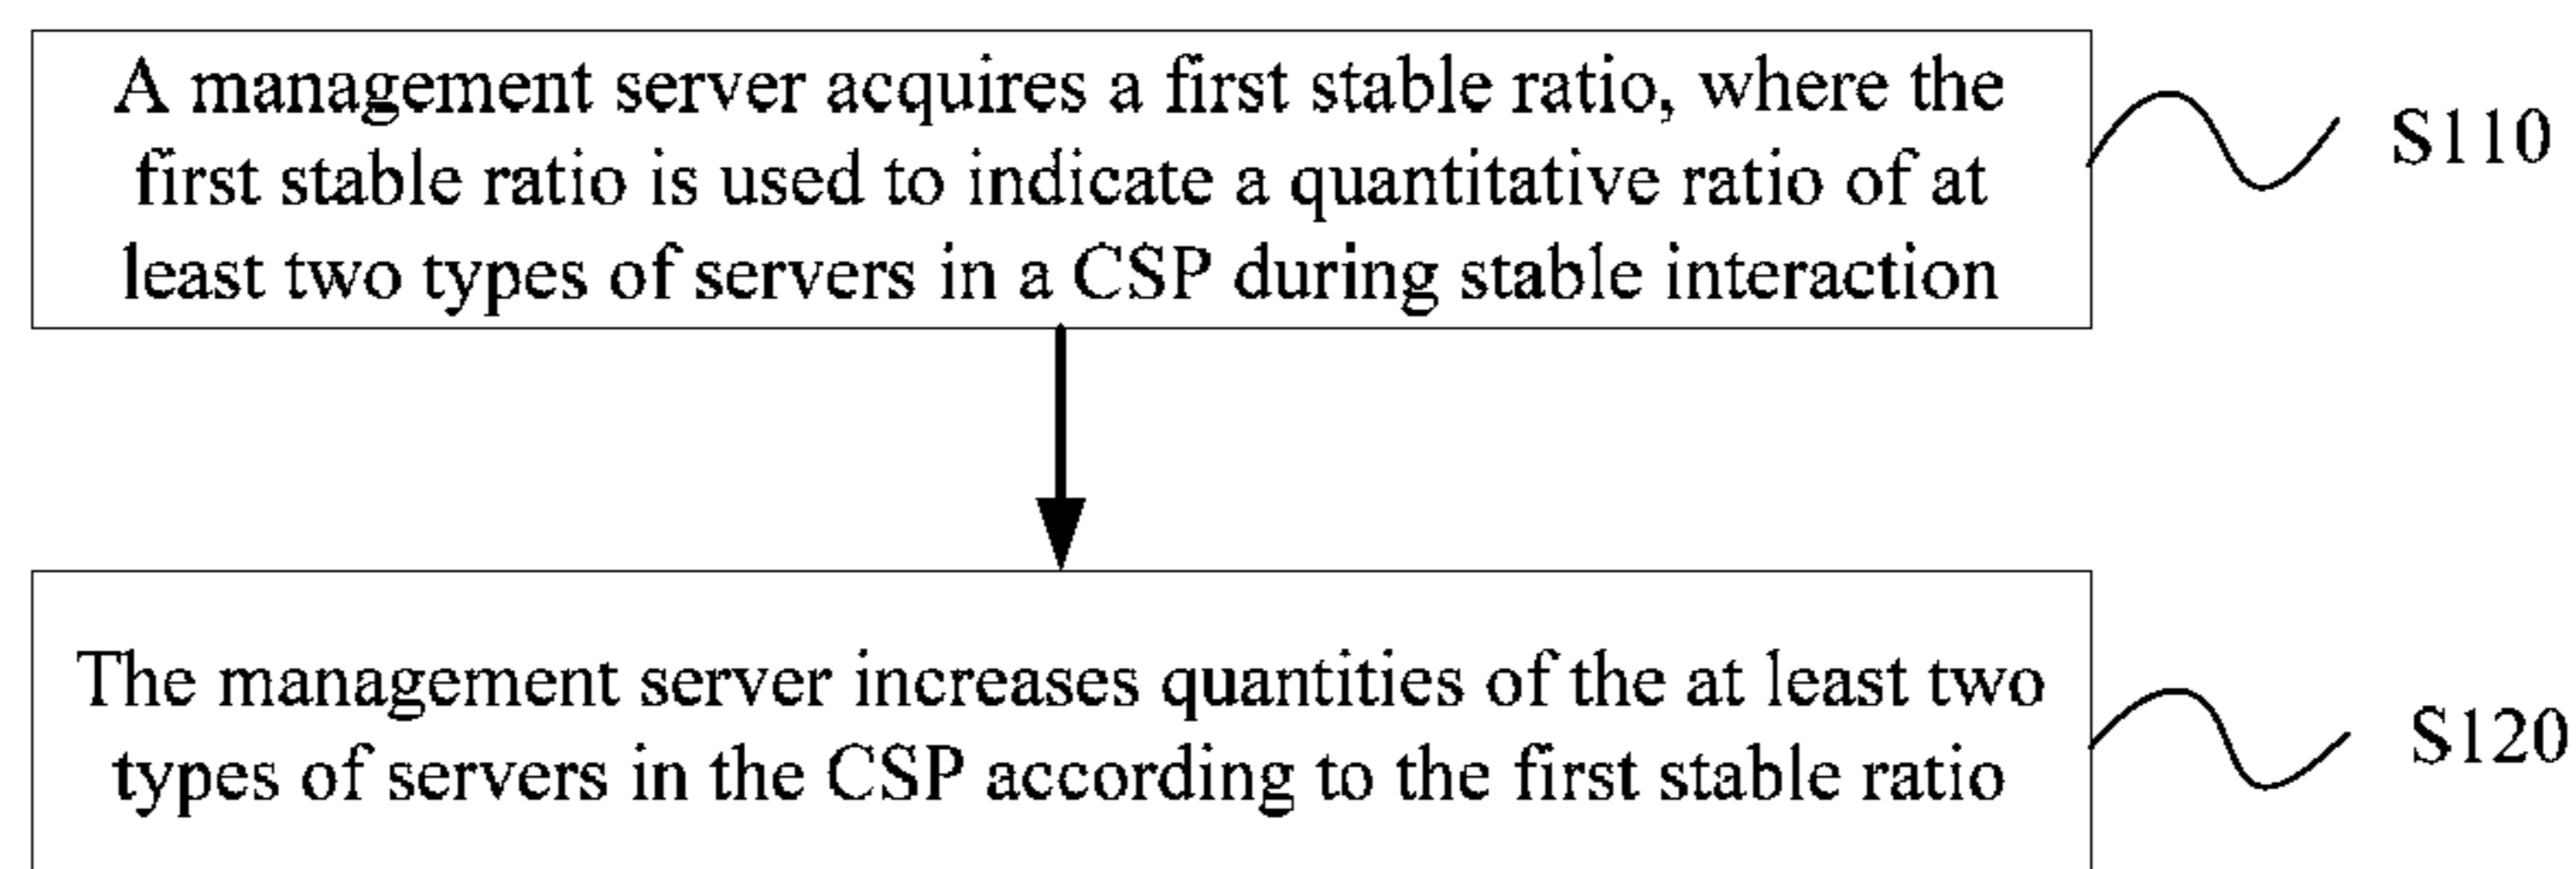 A management server acquires a first stable ratio, where the
first stable ratio is used to indicate a quantitative ratio of at
least two types of servers in a CSP during stable interaction
S110
The management server increases quantities of the at least two
types of servers in the CSP according to the first stable ratio
S120